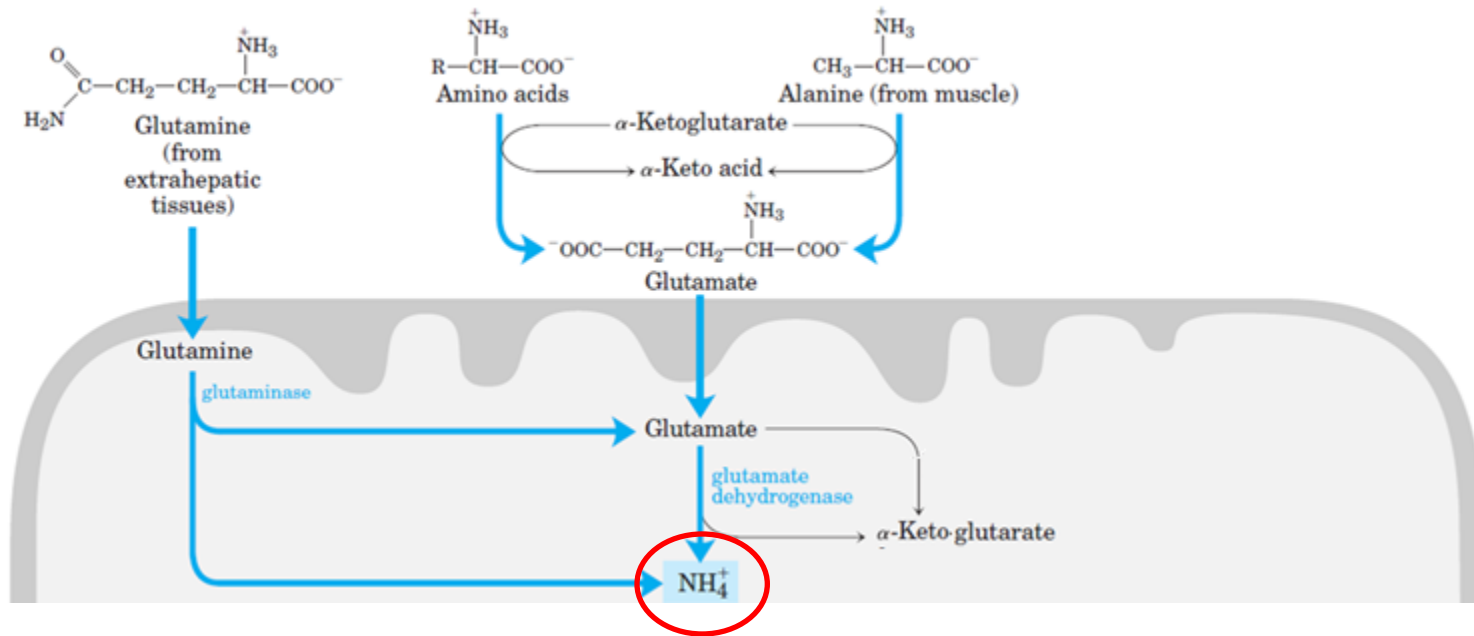 O
H₂N
C—CH₂—CH₂—CH—COO⁻
⁺NH₃
Glutamine
(from
extrahepatic
tissues)
⁺NH₃
R—CH—COO⁻
Amino acids
⁺NH₃
CH₃—CH—COO⁻
Alanine (from muscle)
α-Ketoglutarate
α-Keto acid
⁺NH₃
⁻OOC—CH₂—CH₂—CH—COO⁻
Glutamate
Glutamine
glutaminase
Glutamate
glutamate
dehydrogenase
α-Keto-glutarate
NH₄⁺